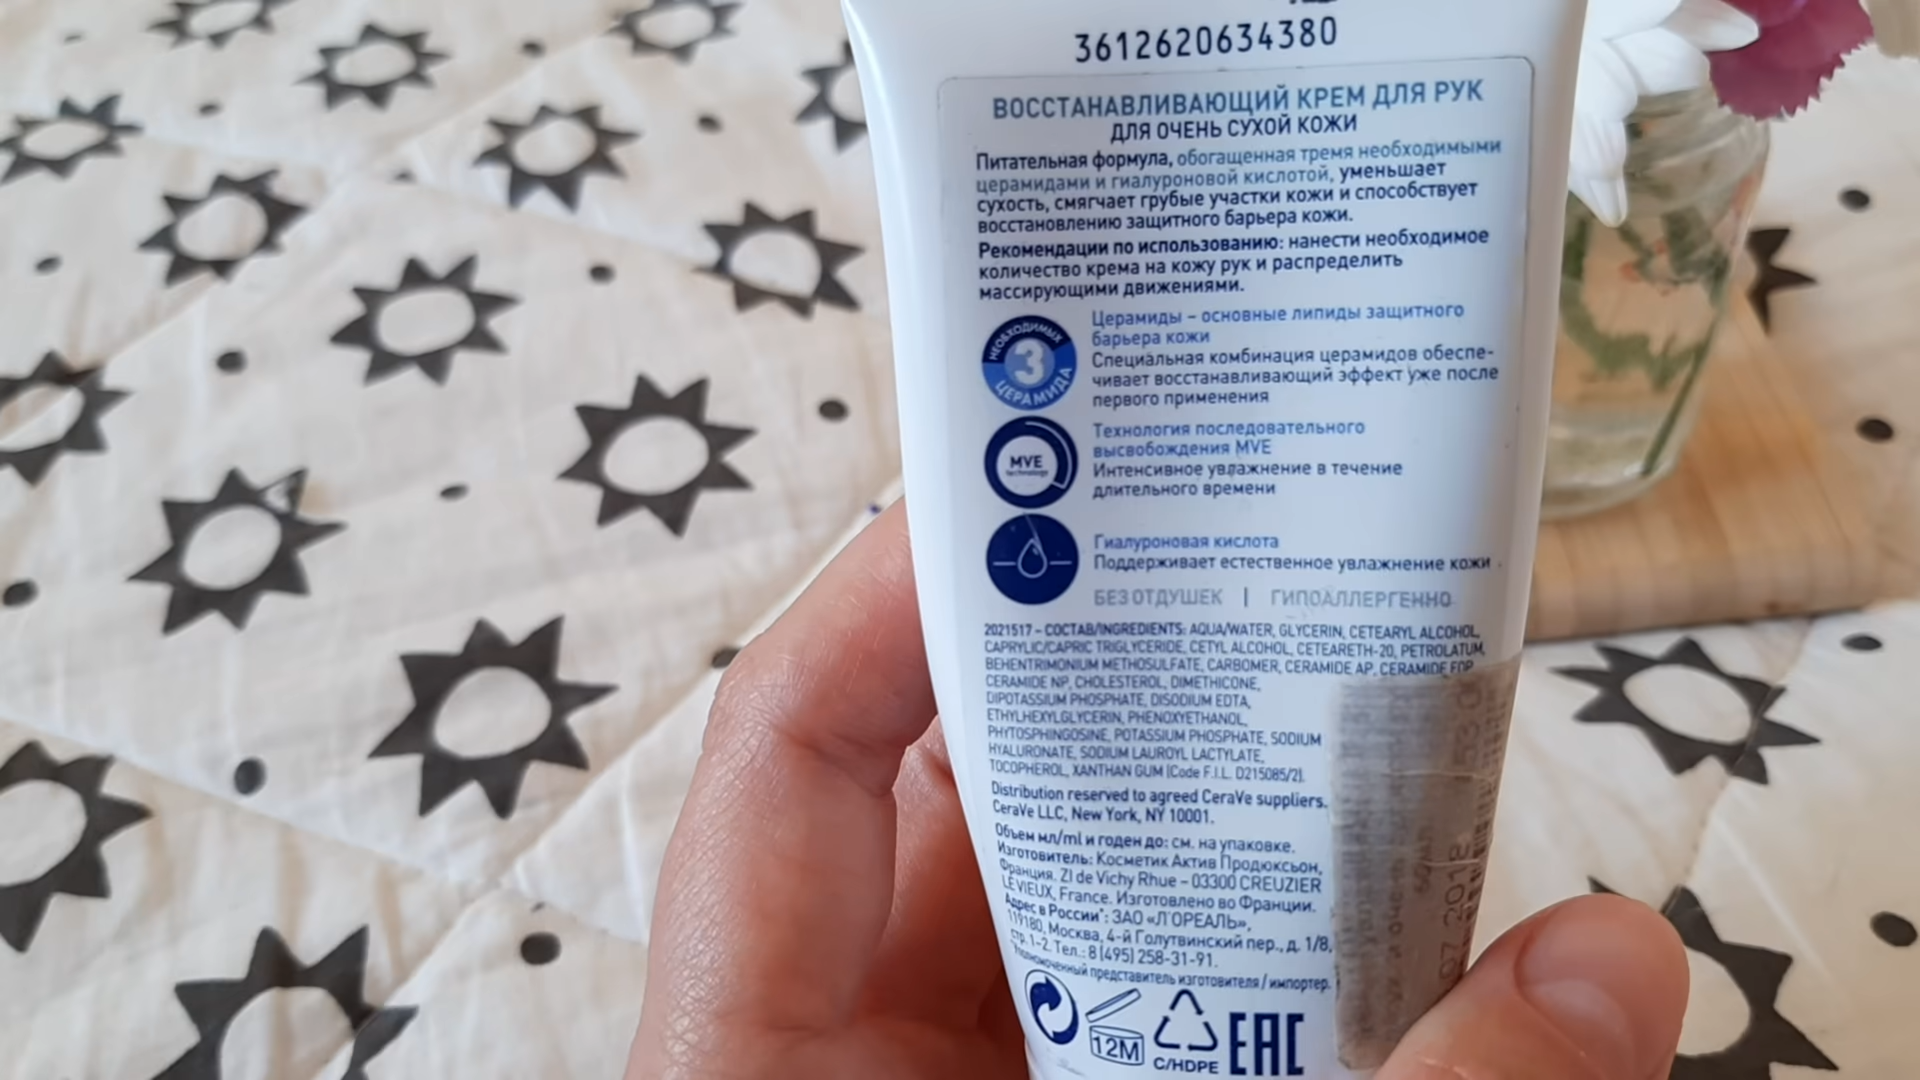 3612620634380
ВОССТАНАВЛИВАЮЩИЙ КРЕМ ДЛЯ РУК
ДЛЯ ОЧЕНЬ СУХОЙ КОЖИ
Питательная формула, обогащенная тремя необходимыми
церамидами и гиалуроновой кислотой, уменьшает
сухость, смягчает грубые участки кожи и способствует
восстановлению защитного барьера кожи.
Рекомендации по использованию: нанести необходимое
количество крема на кожу рук и распределить
массирующими движениями.
НЕОБХОДИМЫХ
3
ЦЕРАМИДА
Церамиды – основные липиды защитного
барьера кожи
Специальная комбинация церамидов обеспе-
чивает восстанавливающий эффект уже после
первого применения
MVE
technology
Технология последовательного
высвобождения MVE
Интенсивное увлажнение в течение
длительного времени
Гиалуроновая кислота
Поддерживает естественное увлажнение кожи
БЕЗ ОТДУШЕК | ГИПОАЛЛЕРГЕННО
2021517 - СОСТАВ/INGREDIENTS: AQUA/WATER, GLYCERIN, CETEARYL ALCOHOL,
CAPRYLIC/CAPRIC TRIGLYCERIDE, CETYL ALCOHOL, CETEARETH-20, PETROLATUM,
BEHENTRIMONIUM METHOSULFATE, CARBOMER, CERAMIDE AP, CERAMIDE EOP,
CERAMIDE NP, CHOLESTEROL, DIMETHICONE,
DIPOTASSIUM PHOSPHATE, DISODIUM EDTA,
ETHYLHEXYLGLYCERIN, PHENOXYETHANOL,
PHYTOSPHINGOSINE, POTASSIUM PHOSPHATE, SODIUM
HYALURONATE, SODIUM LAUROYL LACTYLATE,
TOCOPHEROL, XANTHAN GUM (Code F.I.L. D215085/2).
Distribution reserved to agreed CeraVe suppliers.
CeraVe LLC, New York, NY 10001.
Объем мл/ml и годен до: см. на упаковке.
Изготовитель: Косметик Актив Продюксьон,
Франция. ZI de Vichy Rhue – 03300 CREUZIER
LE VIEUX, France. Изготовлено во Франции.
Адрес в России*: ЗАО «Л'ОРЕАЛЬ»,
119180, Москва, 4-й Голутвинский пер., д. 1/8,
стр. 1-2. Тел.: 8 (495) 258-31-91.
*Уполномоченный представитель изготовителя / импортер.
12M
C/HDPE
EAC
07.2018